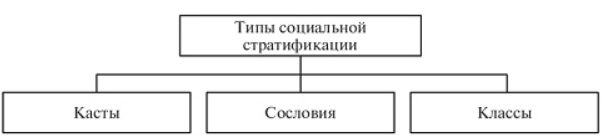 Типы социальной
стратификации
Касты
Сословия
Классы